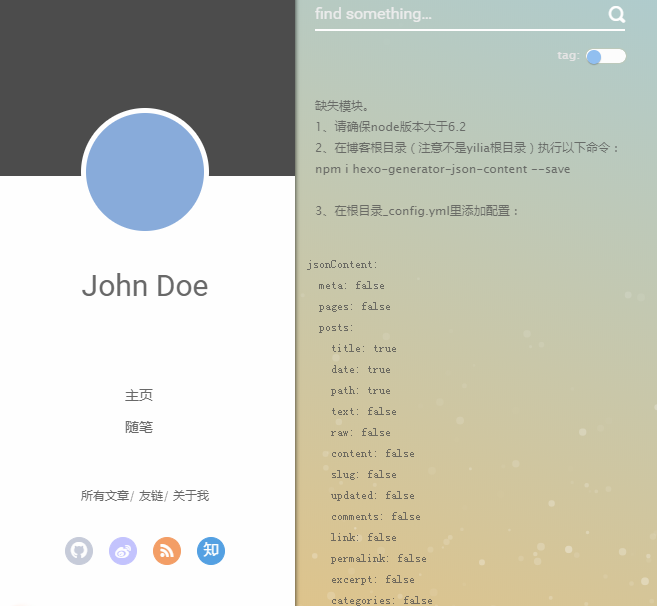 John Doe
主页
随笔
所有文章/ 友链/ 关于我
知
find something…
tag:
缺失模块。
1、请确保node版本大于6.2
2、在博客根目录（注意不是yilia根目录）执行以下命令：
npm i hexo-generator-json-content --save
3、在根目录_config.yml里添加配置：
jsonContent:
meta: false
pages: false
posts:
title: true
date: true
path: true
text: false
raw: false
content: false
slug: false
updated: false
comments: false
link: false
permalink: false
excerpt: false
categories: false